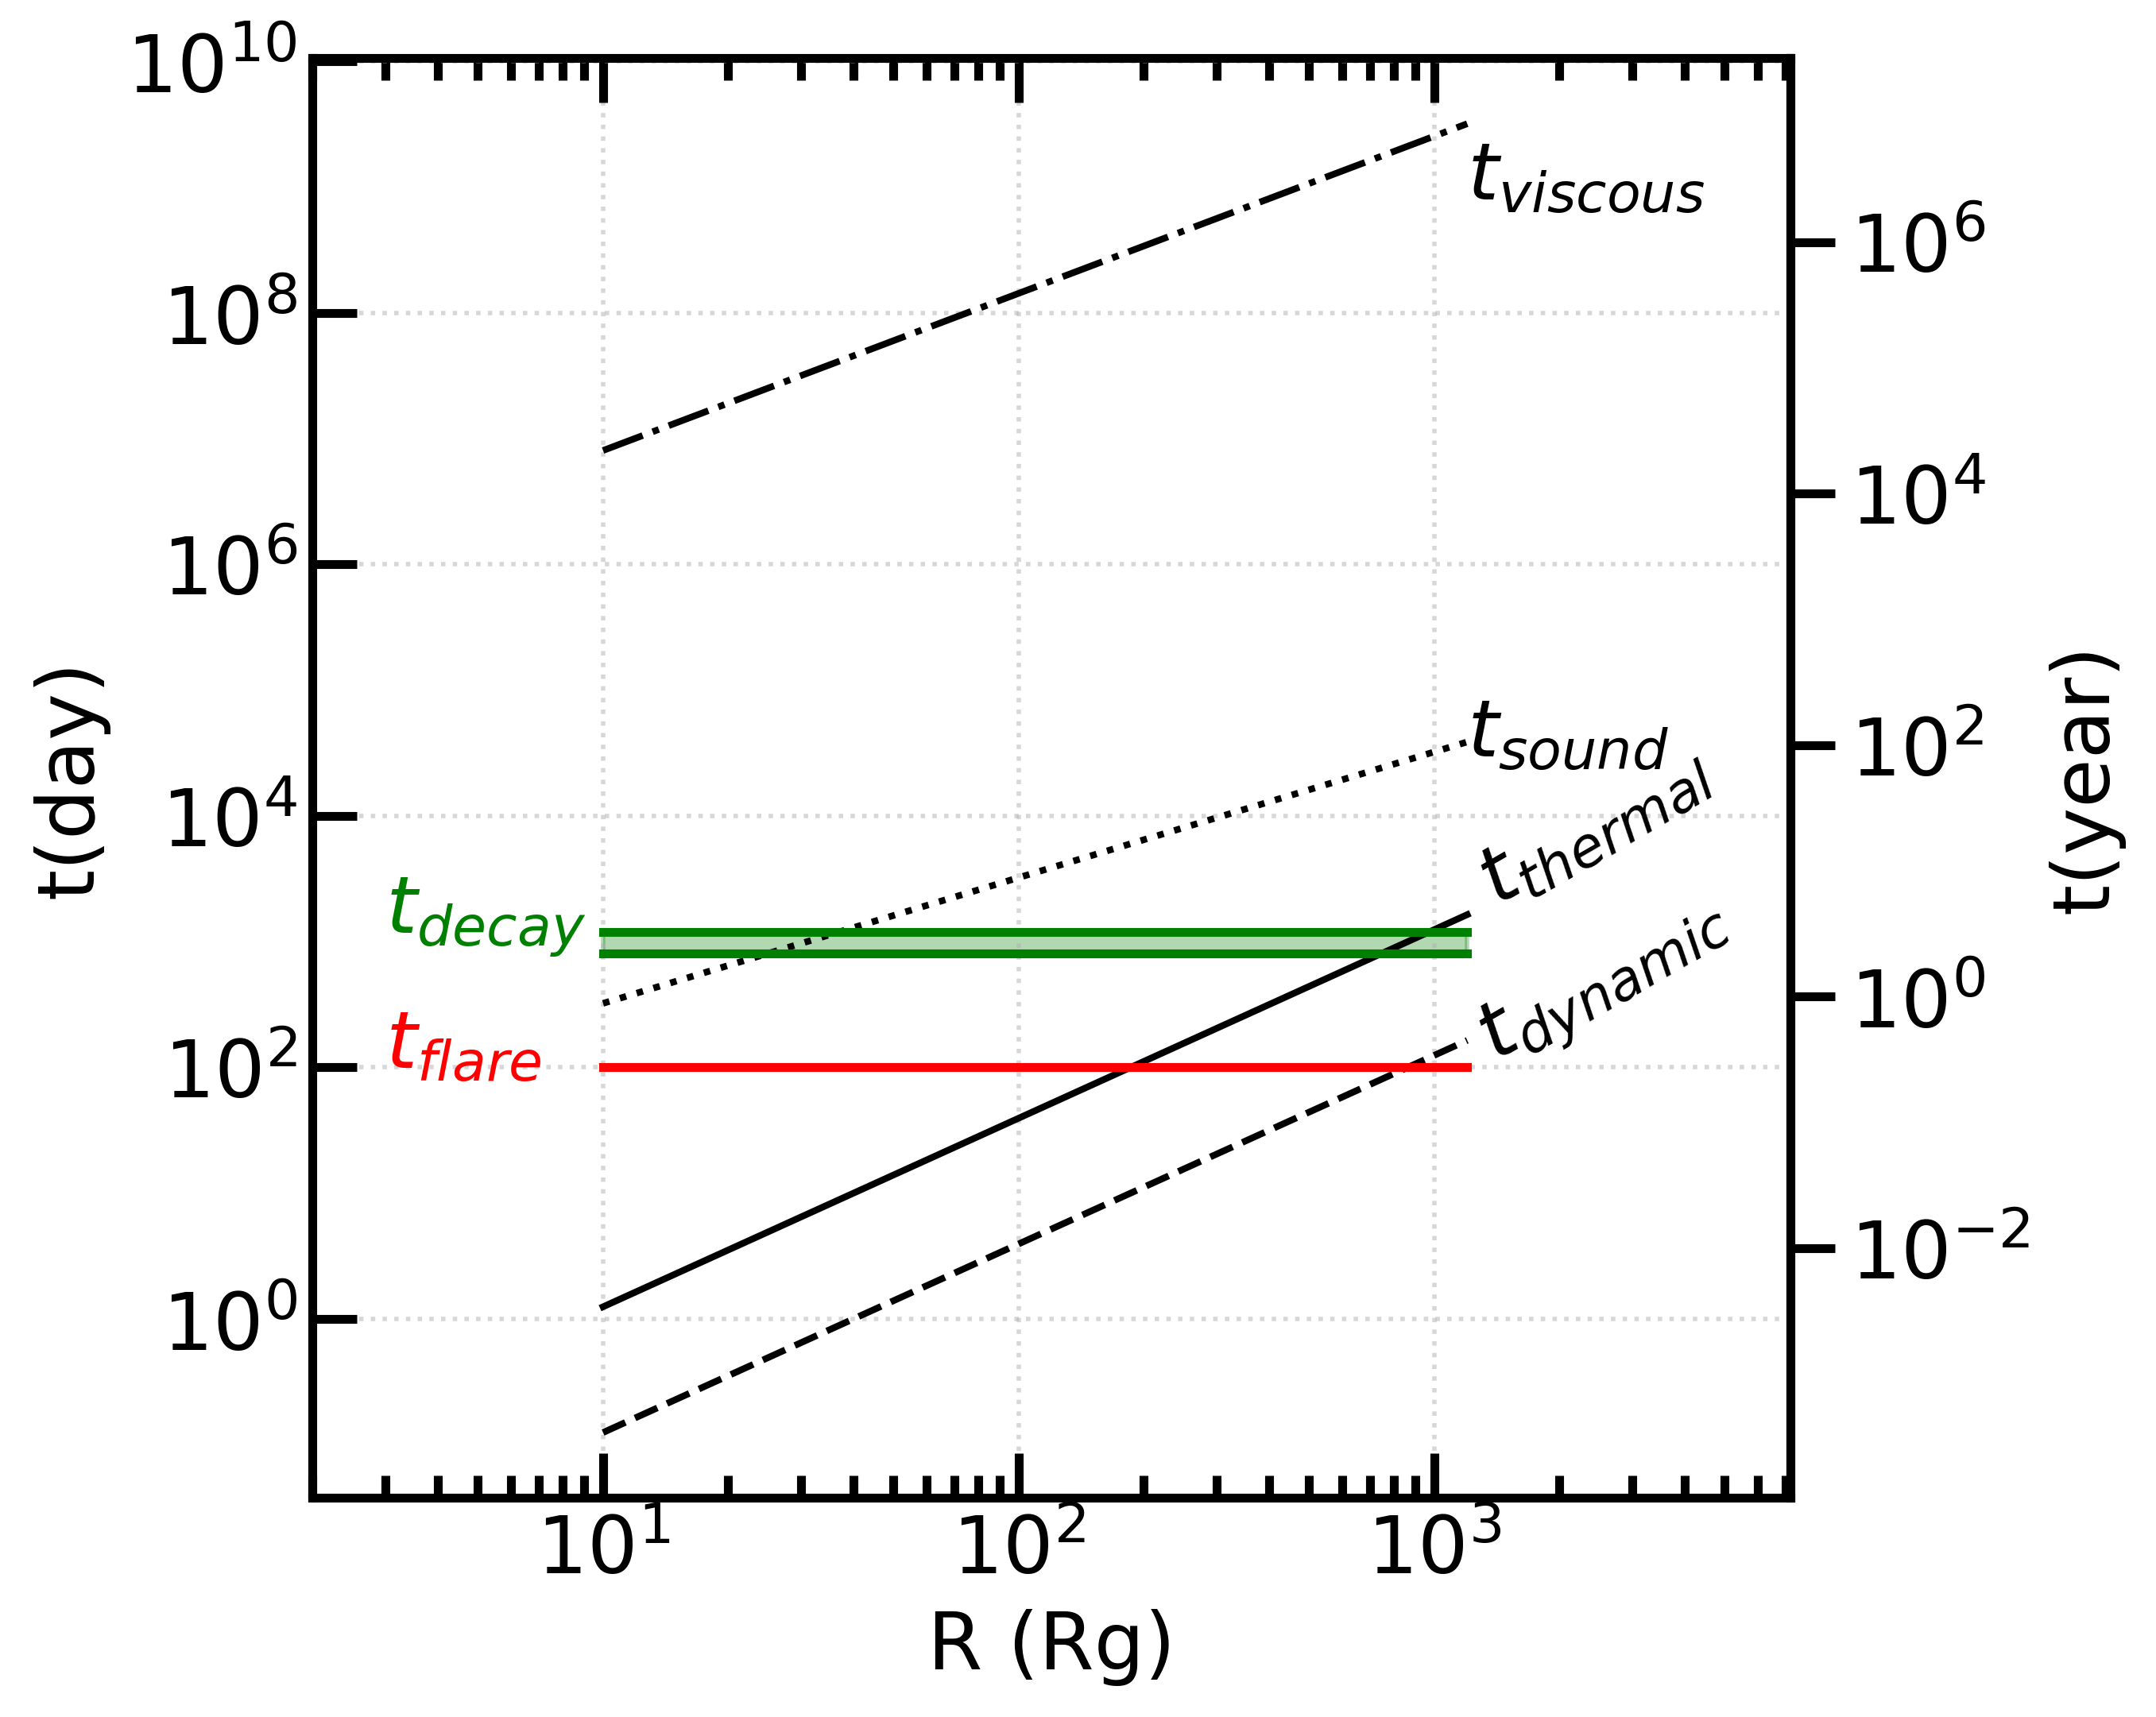 10^10
10^8
10^6
10^4
10^2
10^0
t(day)
t_viscous
t_sound
t_thermal
t_dynamic
t_decay
t_flare
10^6
10^4
10^2
10^0
10^−2
t(year)
10^1 10^2 10^3
R (Rg)